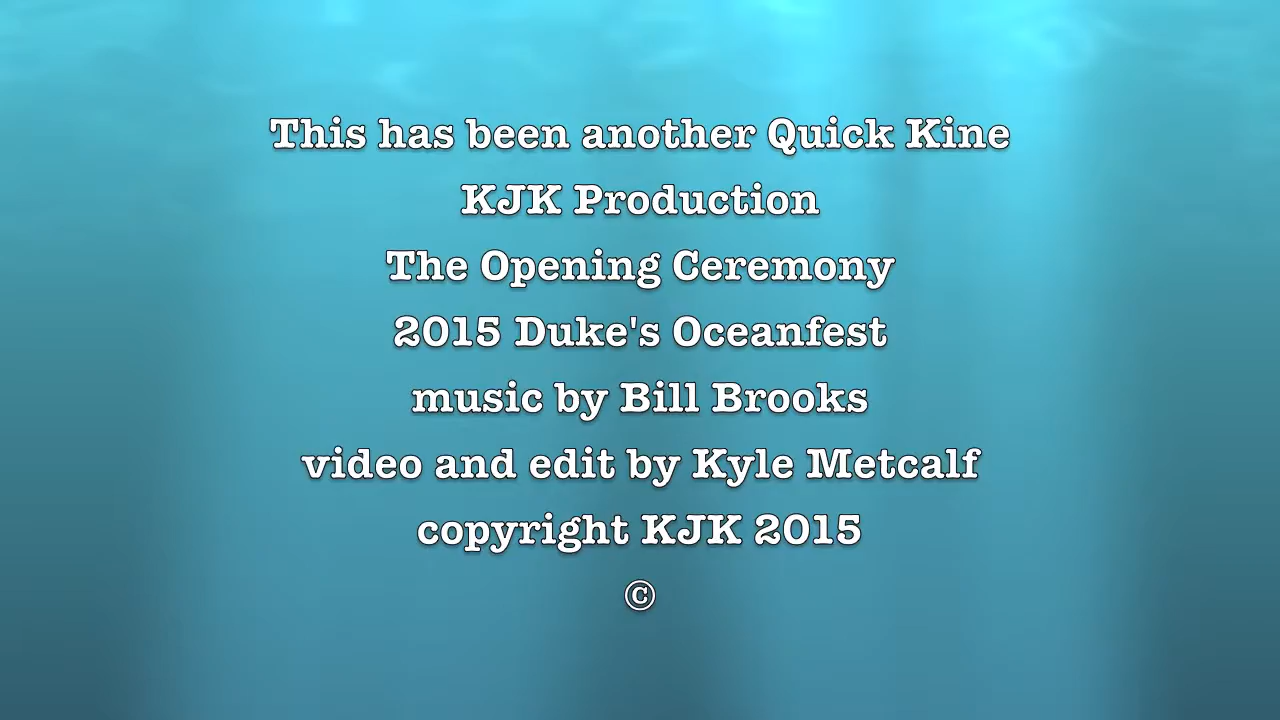 This has been another Quick Kine
KJK Production
The Opening Ceremony
2015 Duke's Oceanfest
music by Bill Brooks
video and edit by Kyle Metcalf
copyright KJK 2015
©